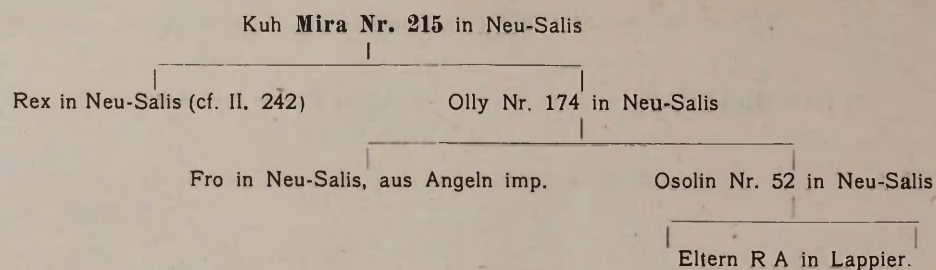 Kuh Mira Nr. 215 in Neu-Salis
Rex in Neu-Salis (cf. II. 242) Olly Nr. 174 in Neu-Salis
Fro in Neu-Salis, aus Angeln imp. Osolin Nr. 52 in Neu-Salis
Eltern R A in Lappier.